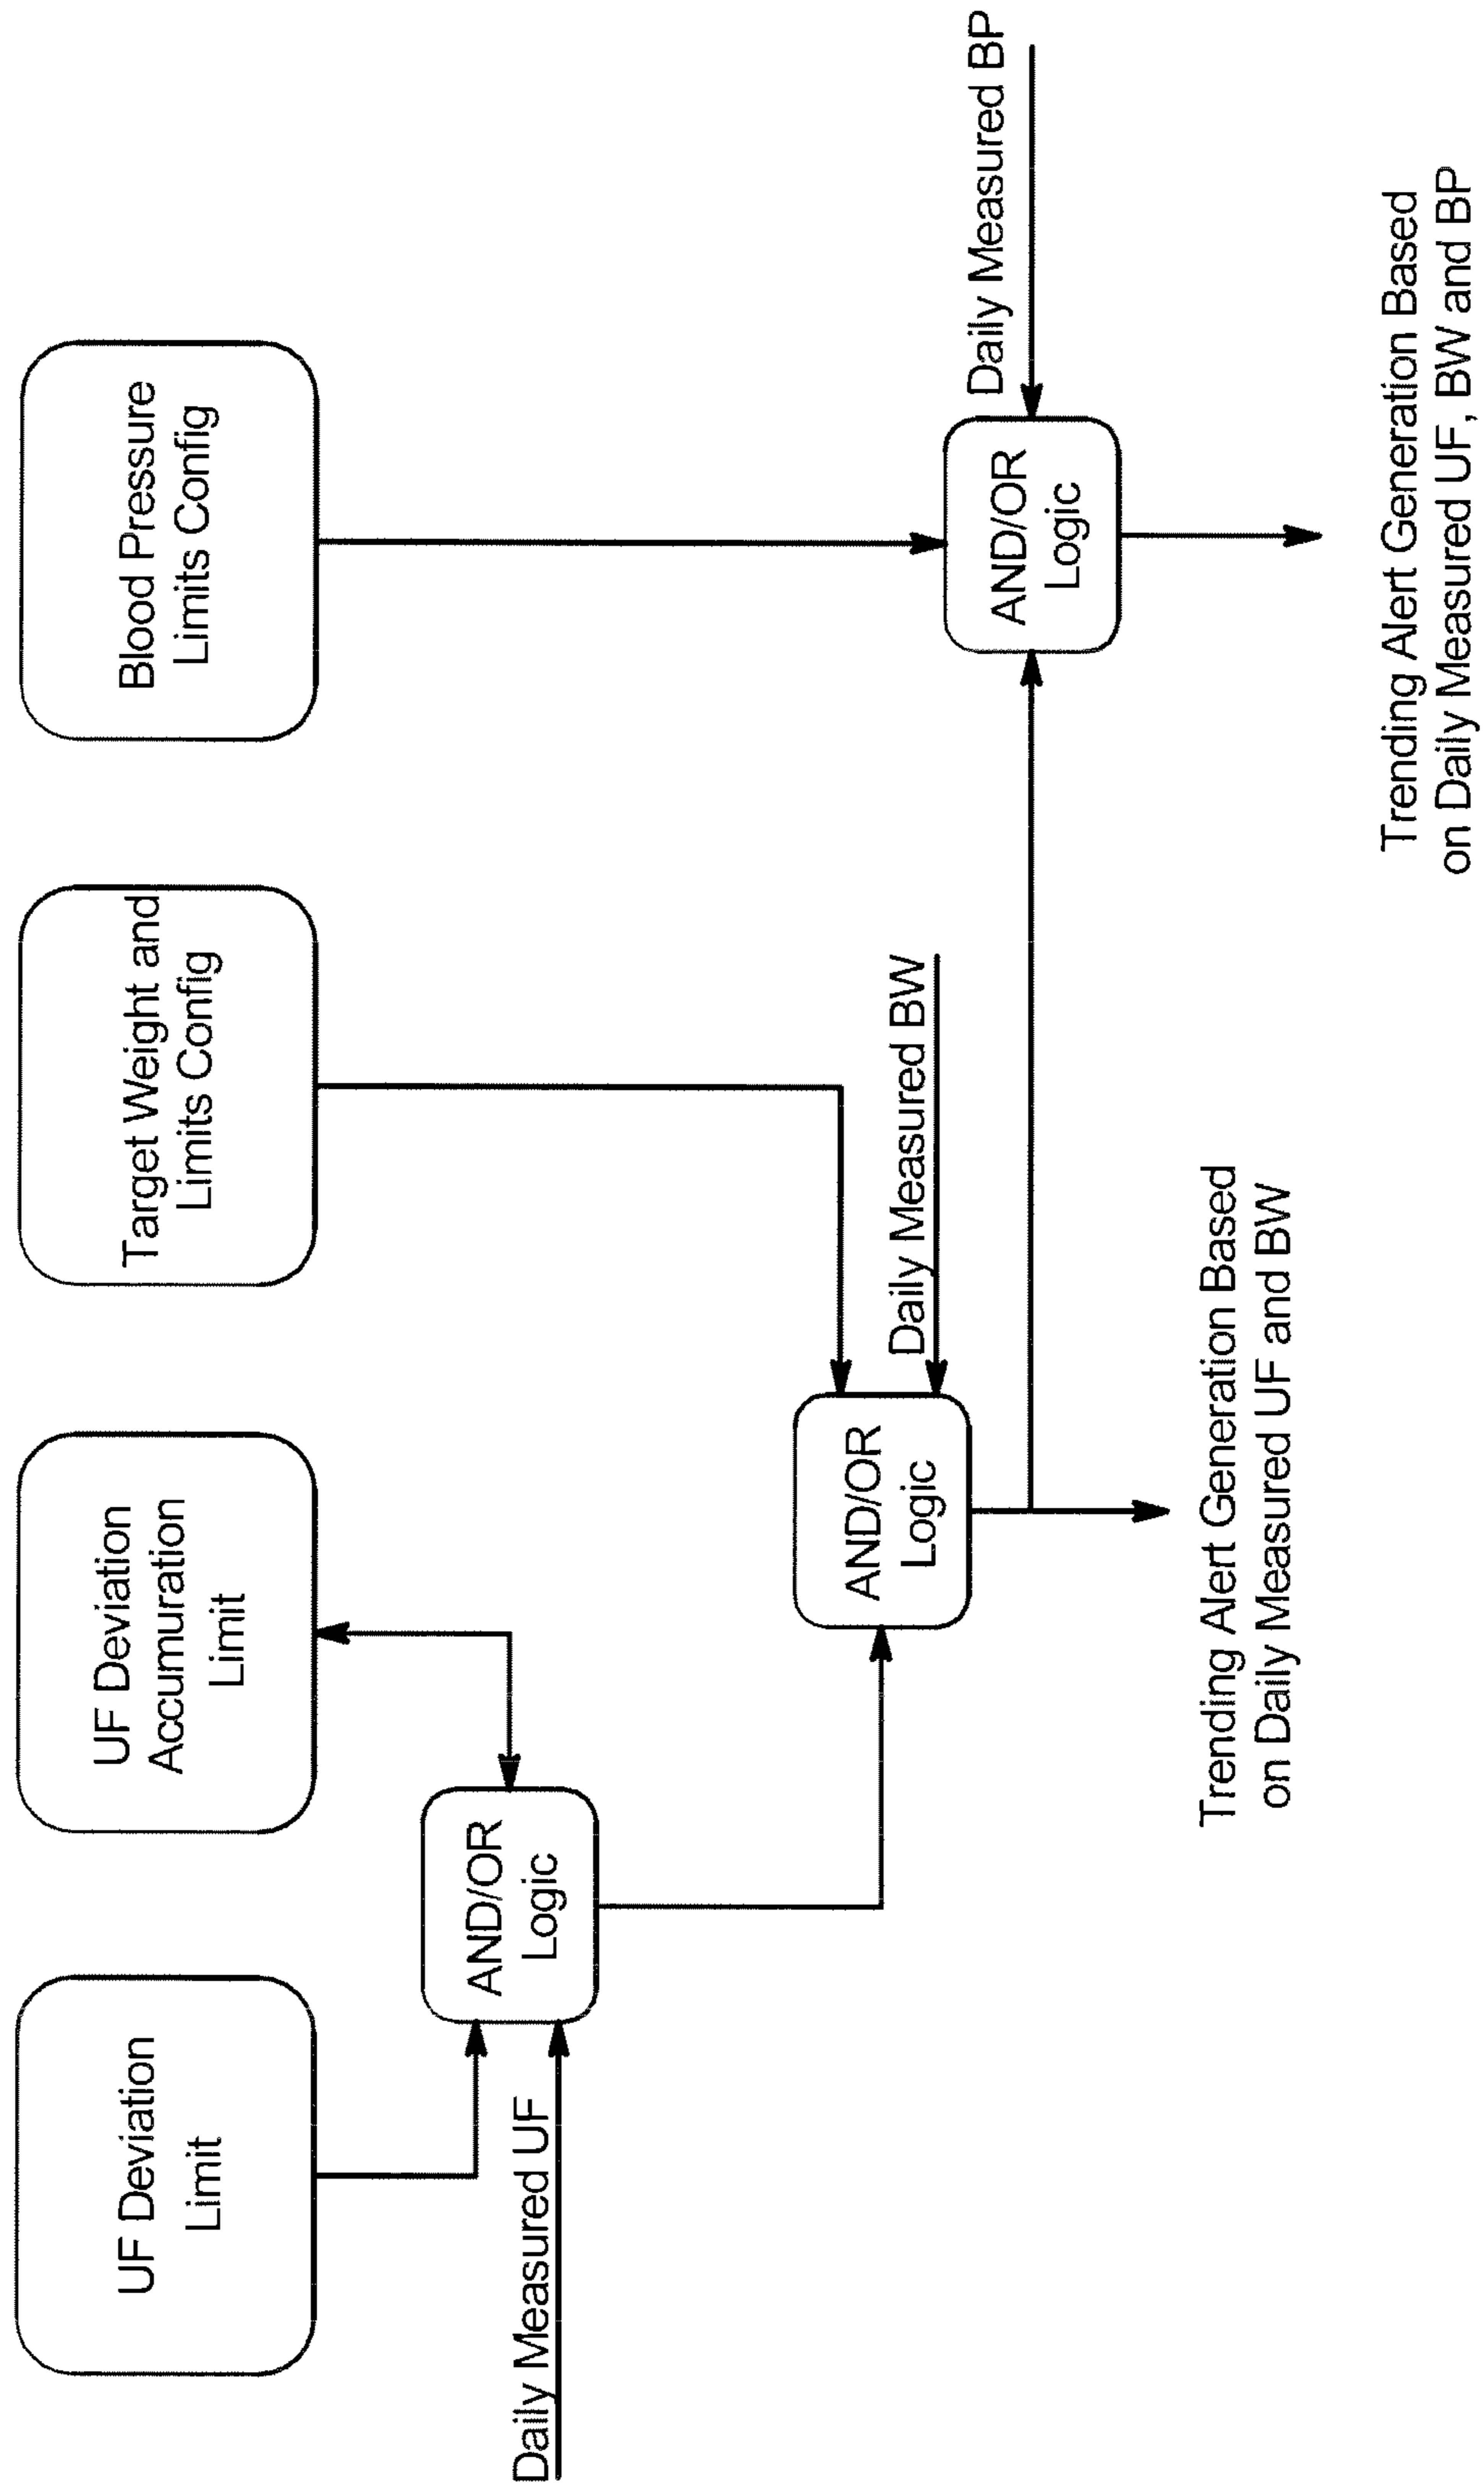 UF Deviation
Limit
UF Deviation
Accumuration
Limit
Target Weight and
Limits Config
Blood Pressure
Limits Config
Daily Measured UF
AND/OR
Logic
AND/OR
Logic
Daily Measured BW
AND/OR
Logic
Daily Measured BP
Trending Alert Generation Based
on Daily Measured UF and BW
Trending Alert Generation Based
on Daily Measured UF, BW and BP